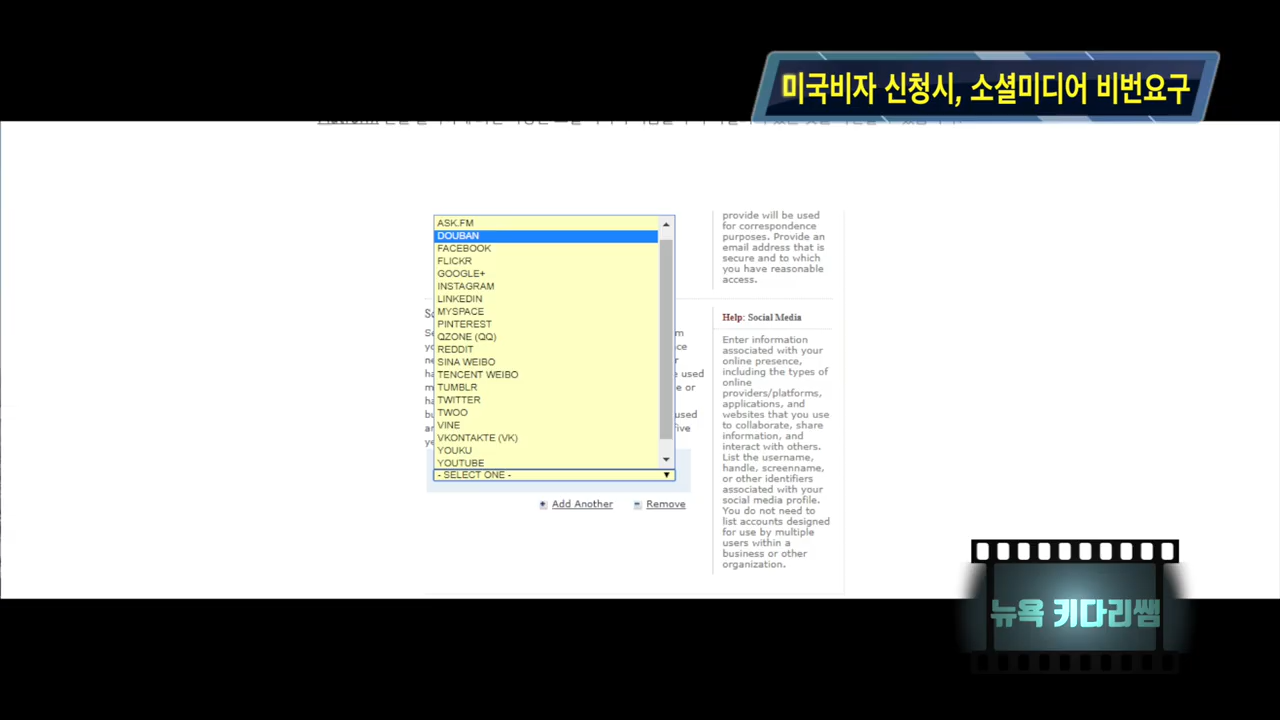 미국비자 신청시, 소셜미디어 비번요구
ASK.FM
DOUBAN
FACEBOOK
FLICKR
GOOGLE+
INSTAGRAM
LINKEDIN
MYSPACE
PINTEREST
QZONE (QQ)
REDDIT
SINA WEIBO
TENCENT WEIBO
TUMBLR
TWITTER
TWOO
VINE
VKONTAKTE (VK)
YOUKU
YOUTUBE
- SELECT ONE -
Add Another Remove
provide will be used
for correspondence
purposes. Provide an
email address that is
secure and to which
you have reasonable
access.
Help: Social Media
Enter information
associated with your
online presence,
including the types of
online
providers/platforms,
applications, and
websites that you use
to collaborate, share
information, and
interact with others.
List the username,
handle, screenname,
or other identifiers
associated with your
social media profile.
You do not need to
list accounts designed
for use by multiple
users within a
business or other
organization.
used
or
used
five
뉴욕 키다리쌤